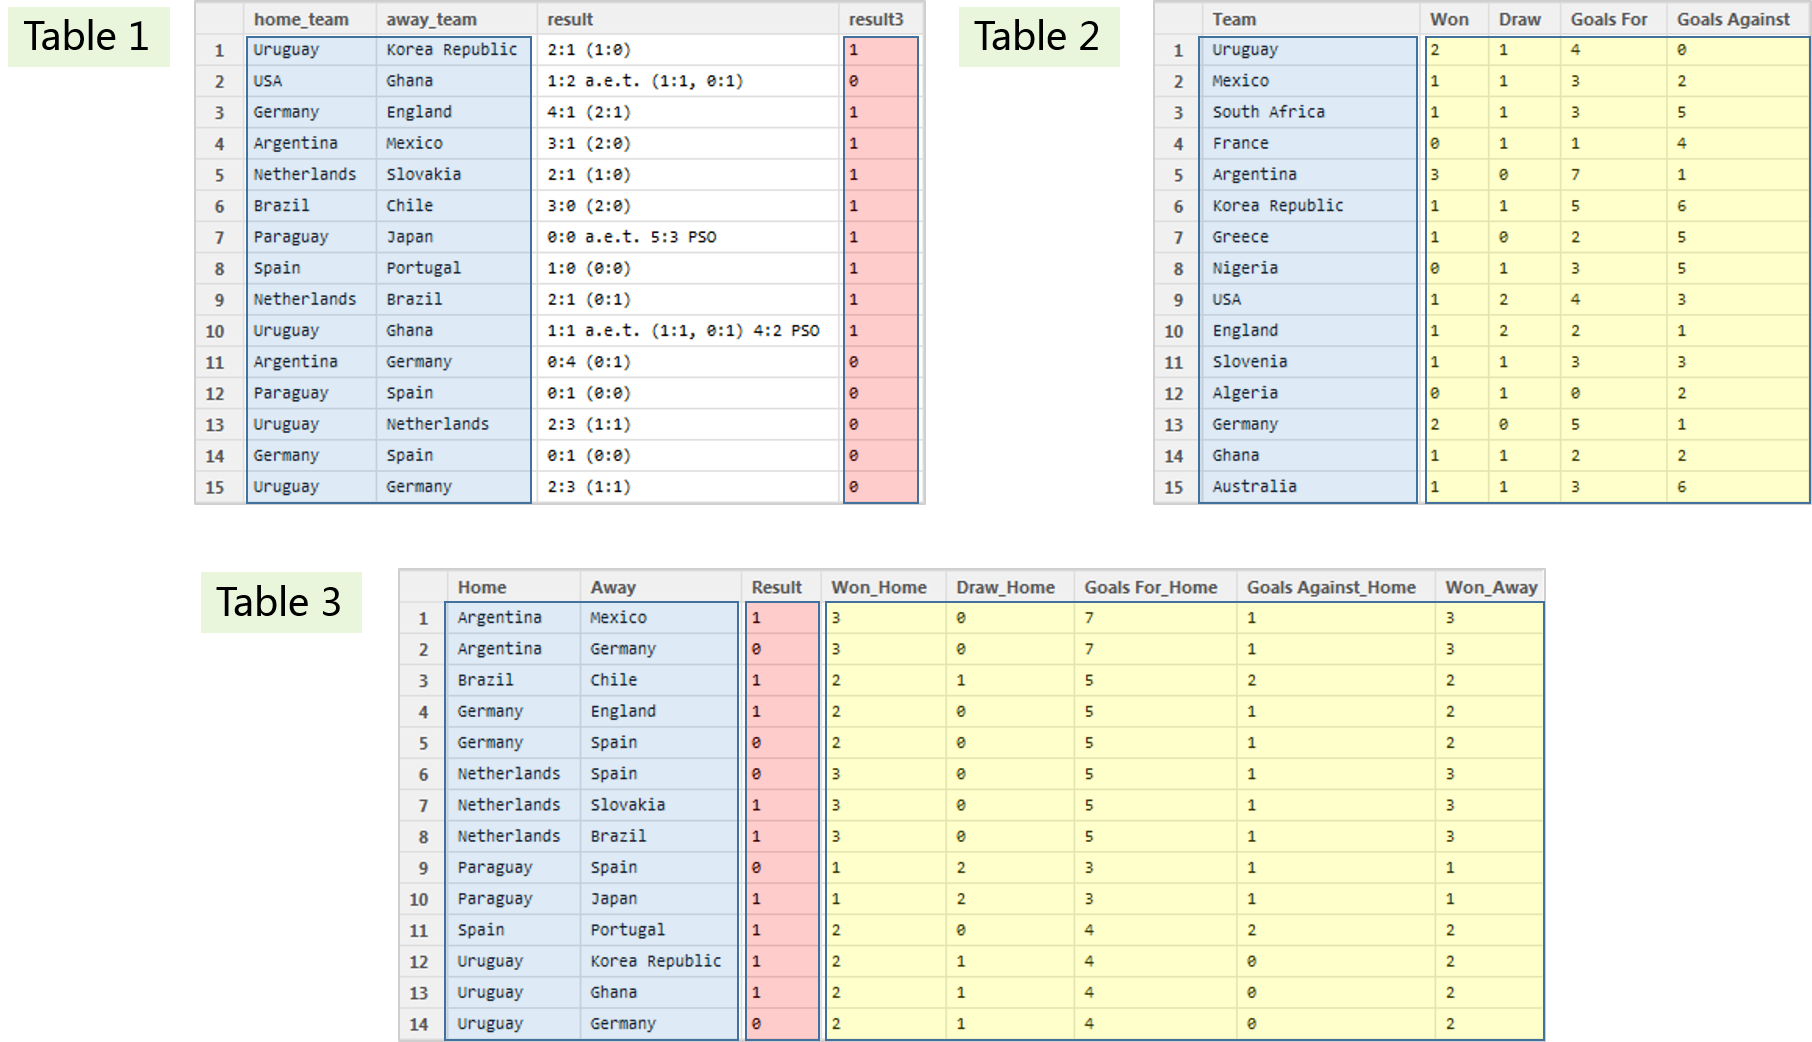 Table 1
home_team away_team result result3
1 Uruguay Korea Republic 2:1 (1:0) 1
2 USA Ghana 1:2 a.e.t. (1:1, 0:1) 0
3 Germany England 4:1 (2:1) 1
4 Argentina Mexico 3:1 (2:0) 1
5 Netherlands Slovakia 2:1 (1:0) 1
6 Brazil Chile 3:0 (2:0) 1
7 Paraguay Japan 0:0 a.e.t. 5:3 PSO 1
8 Spain Portugal 1:0 (0:0) 1
9 Netherlands Brazil 2:1 (0:1) 1
10 Uruguay Ghana 1:1 a.e.t. (1:1, 0:1) 4:2 PSO 1
11 Argentina Germany 0:4 (0:1) 0
12 Paraguay Spain 0:1 (0:0) 0
13 Uruguay Netherlands 2:3 (1:1) 0
14 Germany Spain 0:1 (0:0) 0
15 Uruguay Germany 2:3 (1:1) 0
Table 2
Team Won Draw Goals For Goals Against
1 Uruguay 2 1 4 0
2 Mexico 1 1 3 2
3 South Africa 1 1 3 5
4 France 0 1 1 4
5 Argentina 3 0 7 1
6 Korea Republic 1 1 5 6
7 Greece 1 0 2 5
8 Nigeria 0 1 3 5
9 USA 1 2 4 3
10 England 1 2 2 1
11 Slovenia 1 1 3 3
12 Algeria 0 1 0 2
13 Germany 2 0 5 1
14 Ghana 1 1 2 2
15 Australia 1 1 3 6
Table 3
Home Away Result Won_Home Draw_Home Goals For_Home Goals Against_Home Won_Away
1 Argentina Mexico 1 3 0 7 1 3
2 Argentina Germany 0 3 0 7 1 3
3 Brazil Chile 1 2 1 5 2 2
4 Germany England 1 2 0 5 1 2
5 Germany Spain 0 2 0 5 1 2
6 Netherlands Spain 0 3 0 5 1 3
7 Netherlands Slovakia 1 3 0 5 1 3
8 Netherlands Brazil 1 3 0 5 1 3
9 Paraguay Spain 0 1 2 3 1 1
10 Paraguay Japan 1 1 2 3 1 1
11 Spain Portugal 1 2 0 4 2 2
12 Uruguay Korea Republic 1 2 1 4 0 2
13 Uruguay Ghana 1 2 1 4 0 2
14 Uruguay Germany 0 2 1 4 0 2